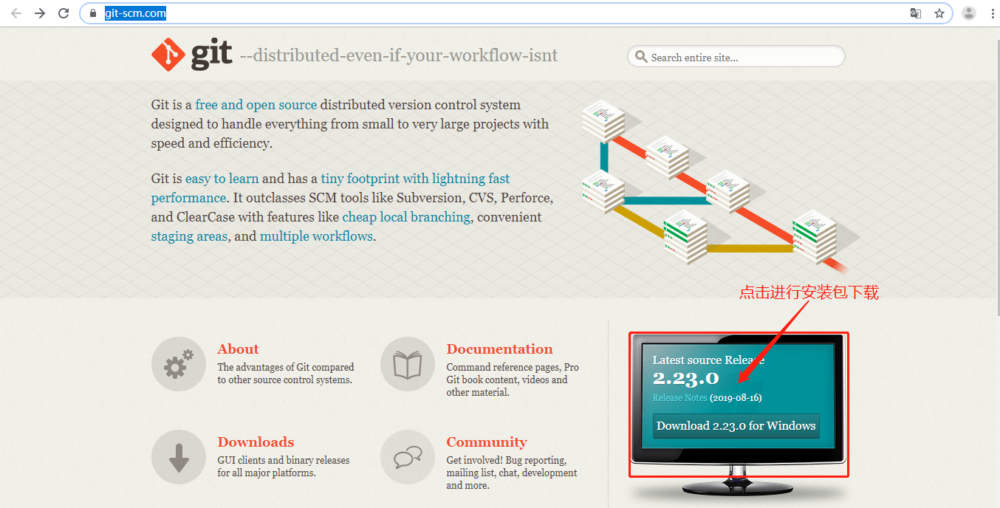 git-scm.com
git --distributed-even-if-your-workflow-isnt
Search entire site...
Git is a free and open source distributed version control system
designed to handle everything from small to very large projects with
speed and efficiency.
Git is easy to learn and has a tiny footprint with lightning fast
performance. It outclasses SCM tools like Subversion, CVS, Perforce,
and ClearCase with features like cheap local branching, convenient
staging areas, and multiple workflows.
点击进行安装包下载
About
The advantages of Git compared
to other source control systems.
Documentation
Command reference pages, Pro
Git book content, videos and
other material.
Downloads
GUI clients and binary releases
for all major platforms.
Community
Get involved! Bug reporting,
mailing list, chat, development
and more.
Latest source Release
2.23.0
Release Notes (2019-08-16)
Download 2.23.0 for Windows